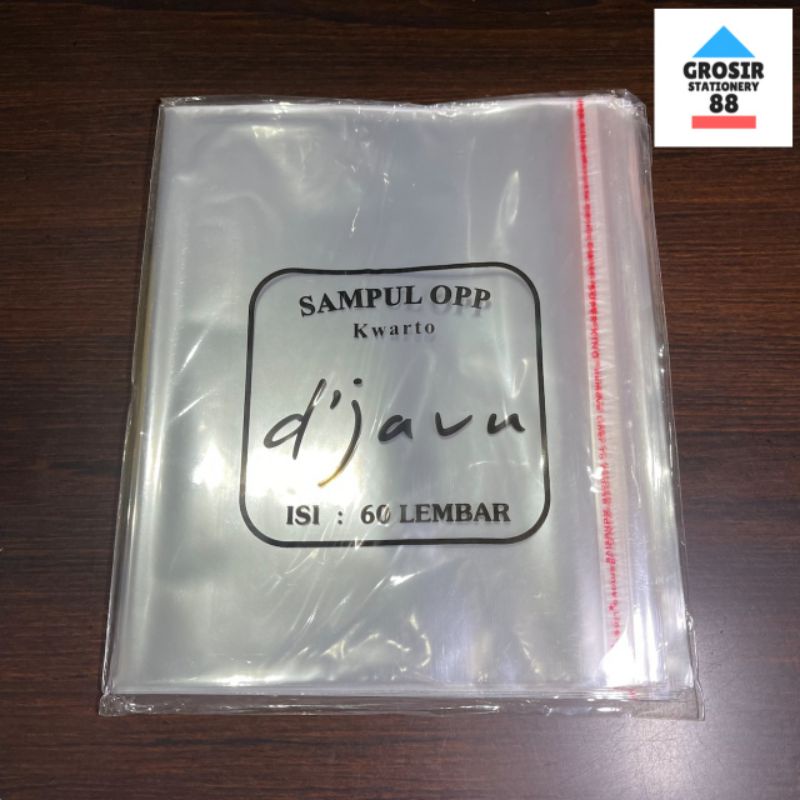 GROSIR
STATIONERY
88
SAMPUL OPP
Kwarto
d'javu
ISI : 60 LEMBAR